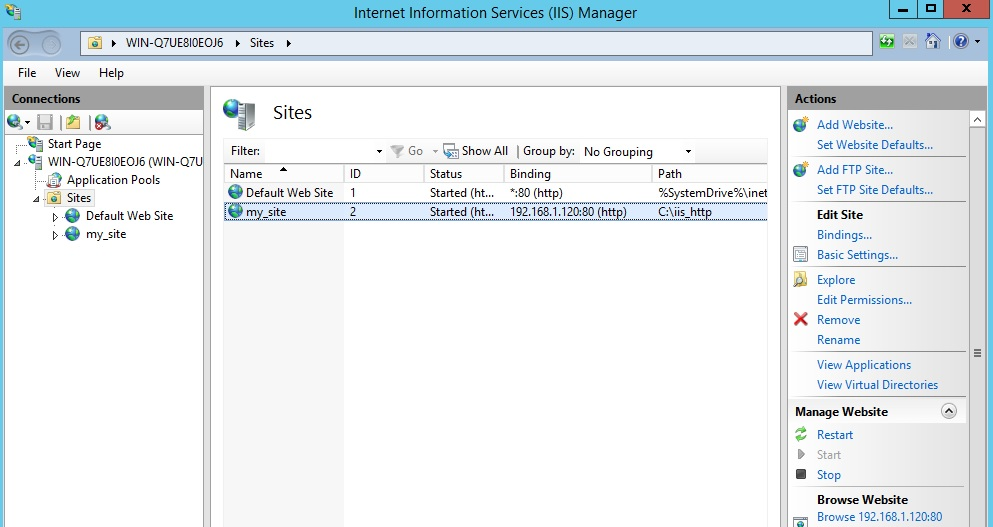 Internet Information Services (IIS) Manager
WIN-Q7UE8I0EOJ6 Sites
File View Help
Connections
Start Page
WIN-Q7UE8I0EOJ6 (WIN-Q7U
Application Pools
Sites
Default Web Site
my_site
Sites
Filter: Go Show All Group by: No Grouping
Name ID Status Binding Path
Default Web Site 1 Started (ht... *:80 (http) %SystemDrive%\inet
my_site 2 Started (ht... 192.168.1.120:80 (http) C:\iis_http
Actions
Add Website...
Set Website Defaults...
Add FTP Site...
Set FTP Site Defaults...
Edit Site
Bindings...
Basic Settings...
Explore
Edit Permissions...
Remove
Rename
View Applications
View Virtual Directories
Manage Website
Restart
Start
Stop
Browse Website
Browse 192.168.1.120:80